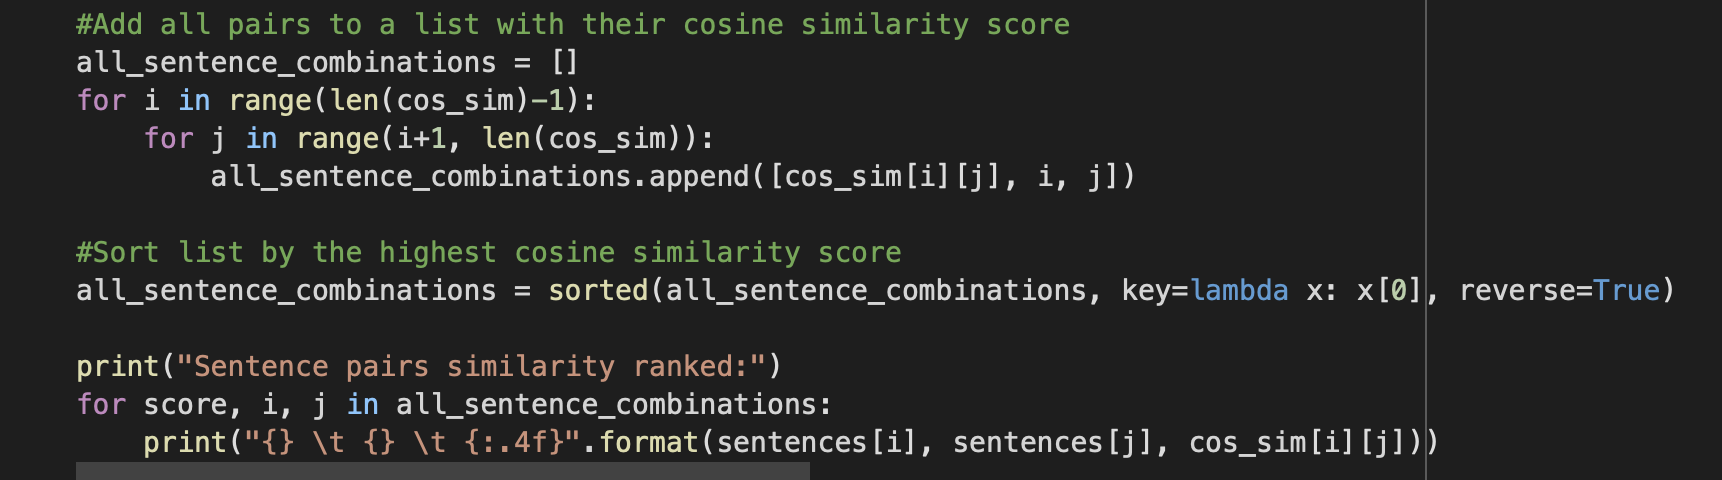 #Add all pairs to a list with their cosine similarity score
all_sentence_combinations = []
for i in range(len(cos_sim)-1):
    for j in range(i+1, len(cos_sim)):
        all_sentence_combinations.append([cos_sim[i][j], i, j])

#Sort list by the highest cosine similarity score
all_sentence_combinations = sorted(all_sentence_combinations, key=lambda x: x[0], reverse=True)

print("Sentence pairs similarity ranked:")
for score, i, j in all_sentence_combinations:
    print("{} \t {} \t {:.4f}".format(sentences[i], sentences[j], cos_sim[i][j]))